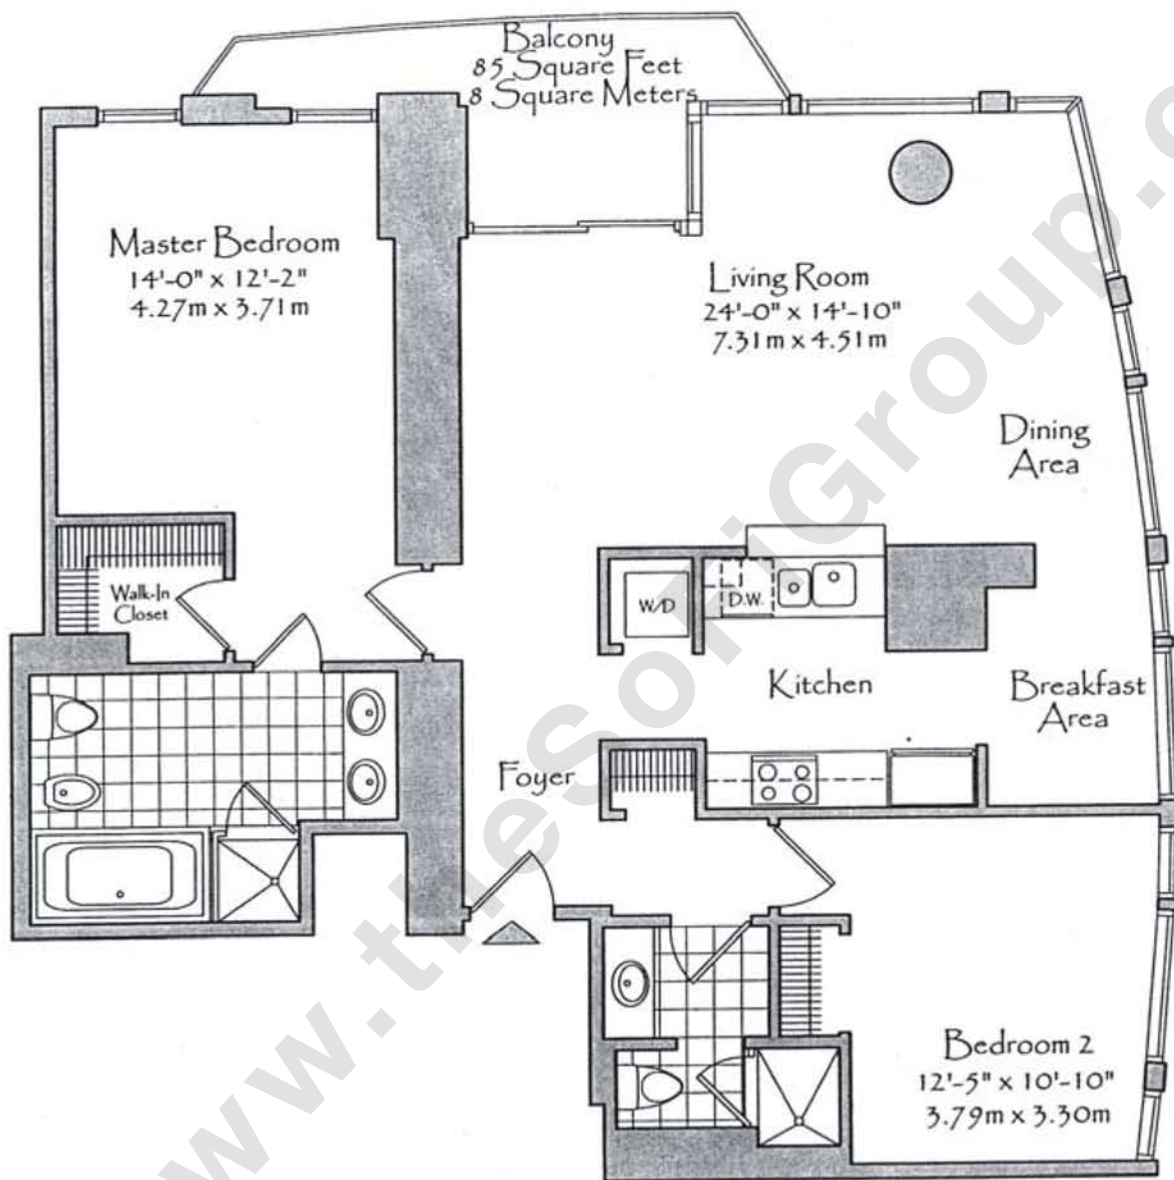 Balcony
85 Square Feet
8 Square Meters
Master Bedroom
14'-0" x 12'-2"
4.27m x 3.71m
Living Room
24'-0" x 14'-10"
7.31m x 4.51m
Dining
Area
Walk-In
Closet
W/D
D.W.
Kitchen
Breakfast
Area
Foyer
Bedroom 2
12'-5" x 10'-10"
3.79m x 3.30m
www.theSoFiGroup.c